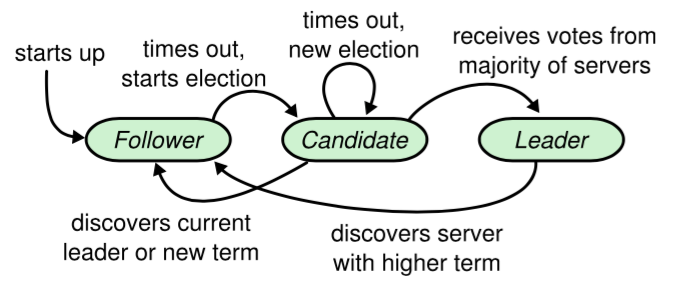 starts up
times out,
starts election
times out,
new election
receives votes from
majority of servers
Follower
Candidate
Leader
discovers current
leader or new term
discovers server
with higher term